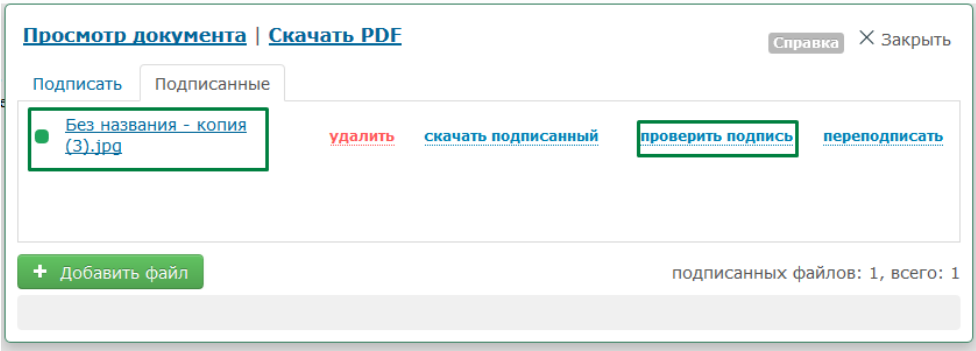 Просмотр документа | Скачать PDF
Справка × Закрыть
Подписать Подписанные
Без названия - копия
(3).jpg
удалить скачать подписанный проверить подпись переподписать
+ Добавить файл
подписанных файлов: 1, всего: 1